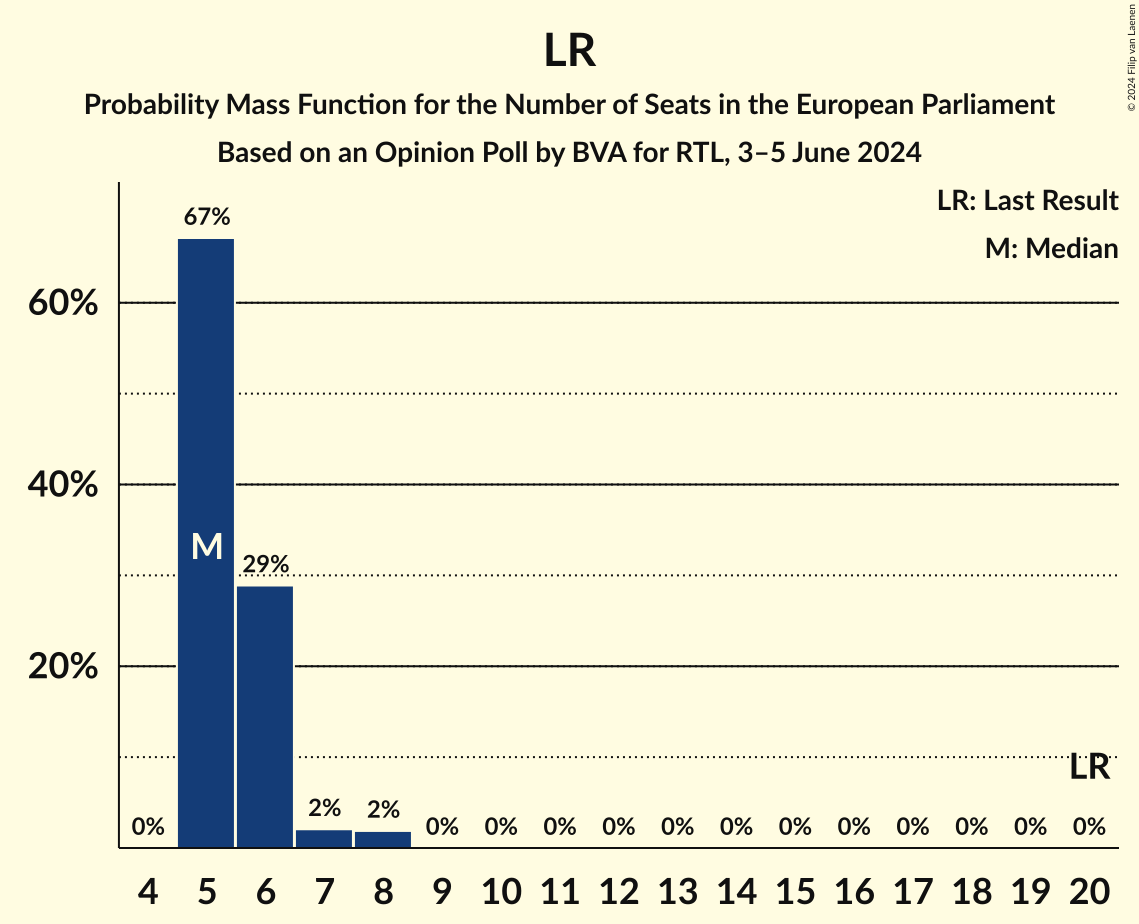 LR
Probability Mass Function for the Number of Seats in the European Parliament
Based on an Opinion Poll by BVA for RTL, 3–5 June 2024
© 2024 Filip van Laenen
LR: Last Result
M: Median
67%
60%
40%
M
29%
20%
LR
0%
2%
2%
0%
0%
0%
0%
0%
0%
0%
0%
0%
0%
0%
0%
4 5 6 7 8 9 10 11 12 13 14 15 16 17 18 19 20